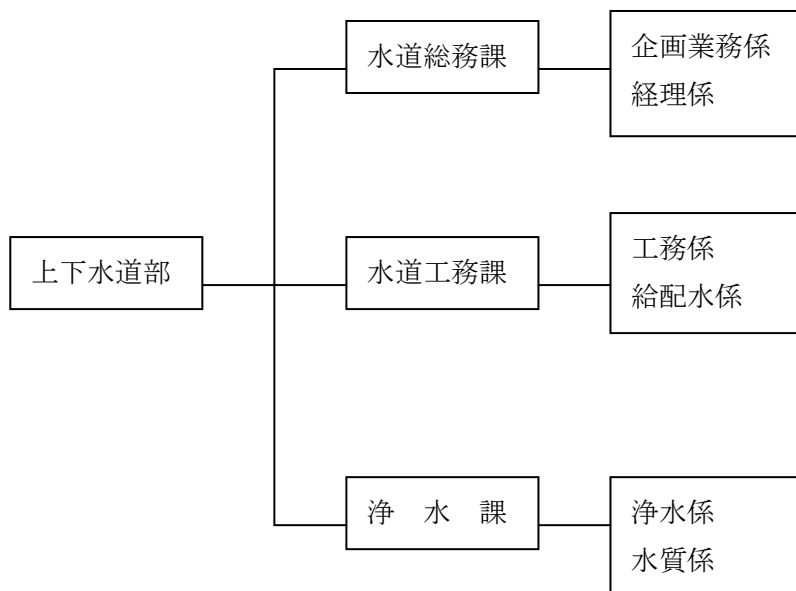 水道総務課
企画業務係
経理係
上下水道部
水道工務課
工務係
給配水係
浄　水　課
浄水係
水質係